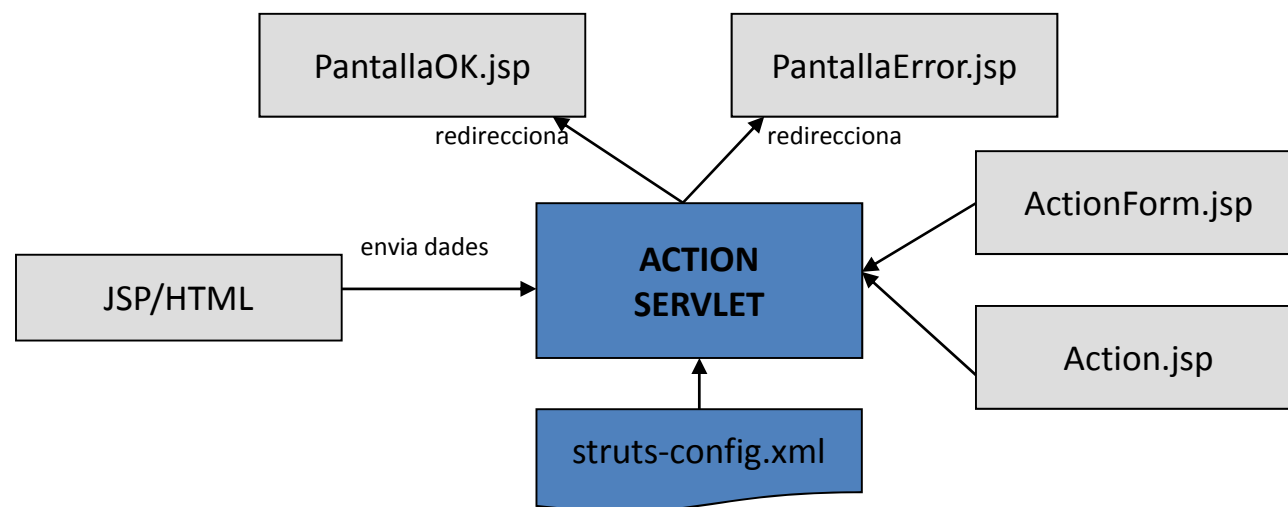 PantallaOK.jsp
PantallaError.jsp
redirecciona
redirecciona
ActionForm.jsp
envia dades
ACTION
SERVLET
JSP/HTML
Action.jsp
struts-config.xml